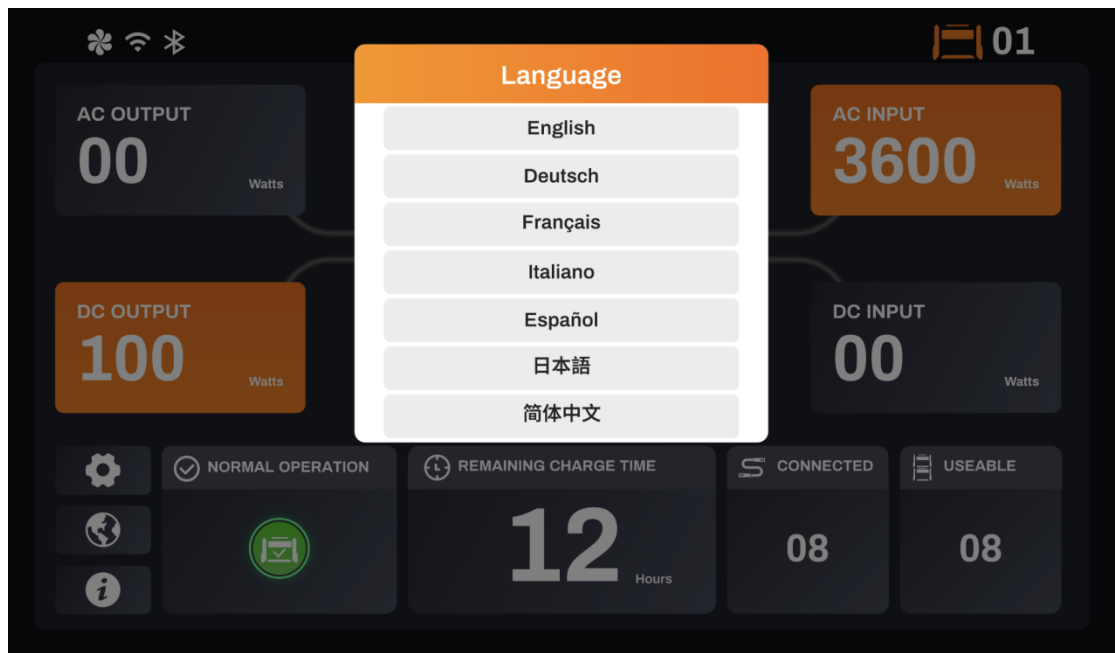 01
Language
English
Deutsch
Français
Italiano
Español
日本語
简体中文
AC OUTPUT
00
Watts
AC INPUT
3600
Watts
DC OUTPUT
100
Watts
DC INPUT
00
Watts
NORMAL OPERATION
REMAINING CHARGE TIME
12
Hours
CONNECTED
08
USEABLE
08